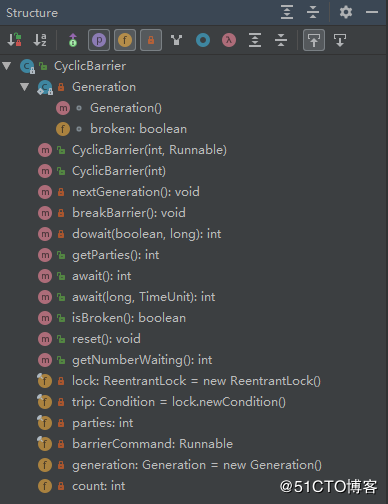 Structure
CyclicBarrier
Generation
Generation()
broken: boolean
CyclicBarrier(int, Runnable)
CyclicBarrier(int)
nextGeneration(): void
breakBarrier(): void
dowait(boolean, long): int
getParties(): int
await(): int
await(long, TimeUnit): int
isBroken(): boolean
reset(): void
getNumberWaiting(): int
lock: ReentrantLock = new ReentrantLock()
trip: Condition = lock.newCondition()
parties: int
barrierCommand: Runnable
generation: Generation = new Generation()
count: int
@51CTO博客